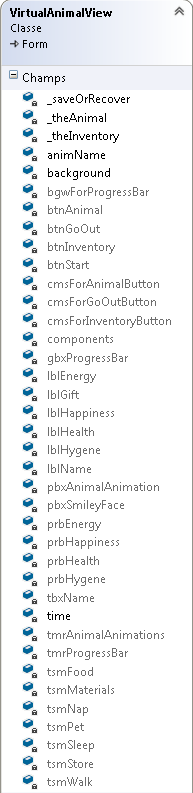 VirtualAnimalView
Classe
Form
Champs
_saveOrRecover
_theAnimal
_theInventory
animName
background
bgwForProgressBar
btnAnimal
btnGoOut
btnInventory
btnStart
cmsForAnimalButton
cmsForGoOutButton
cmsForInventoryButton
components
gbxProgressBar
lblEnergy
lblGift
lblHappiness
lblHealth
lblHygene
lblName
pbxAnimalAnimation
pbxSmileyFace
prbEnergy
prbHappiness
prbHealth
prbHygene
tbxName
time
tmrAnimalAnimations
tmrProgressBar
tsmFood
tsmMaterials
tsmNap
tsmPet
tsmSleep
tsmStore
tsmWalk